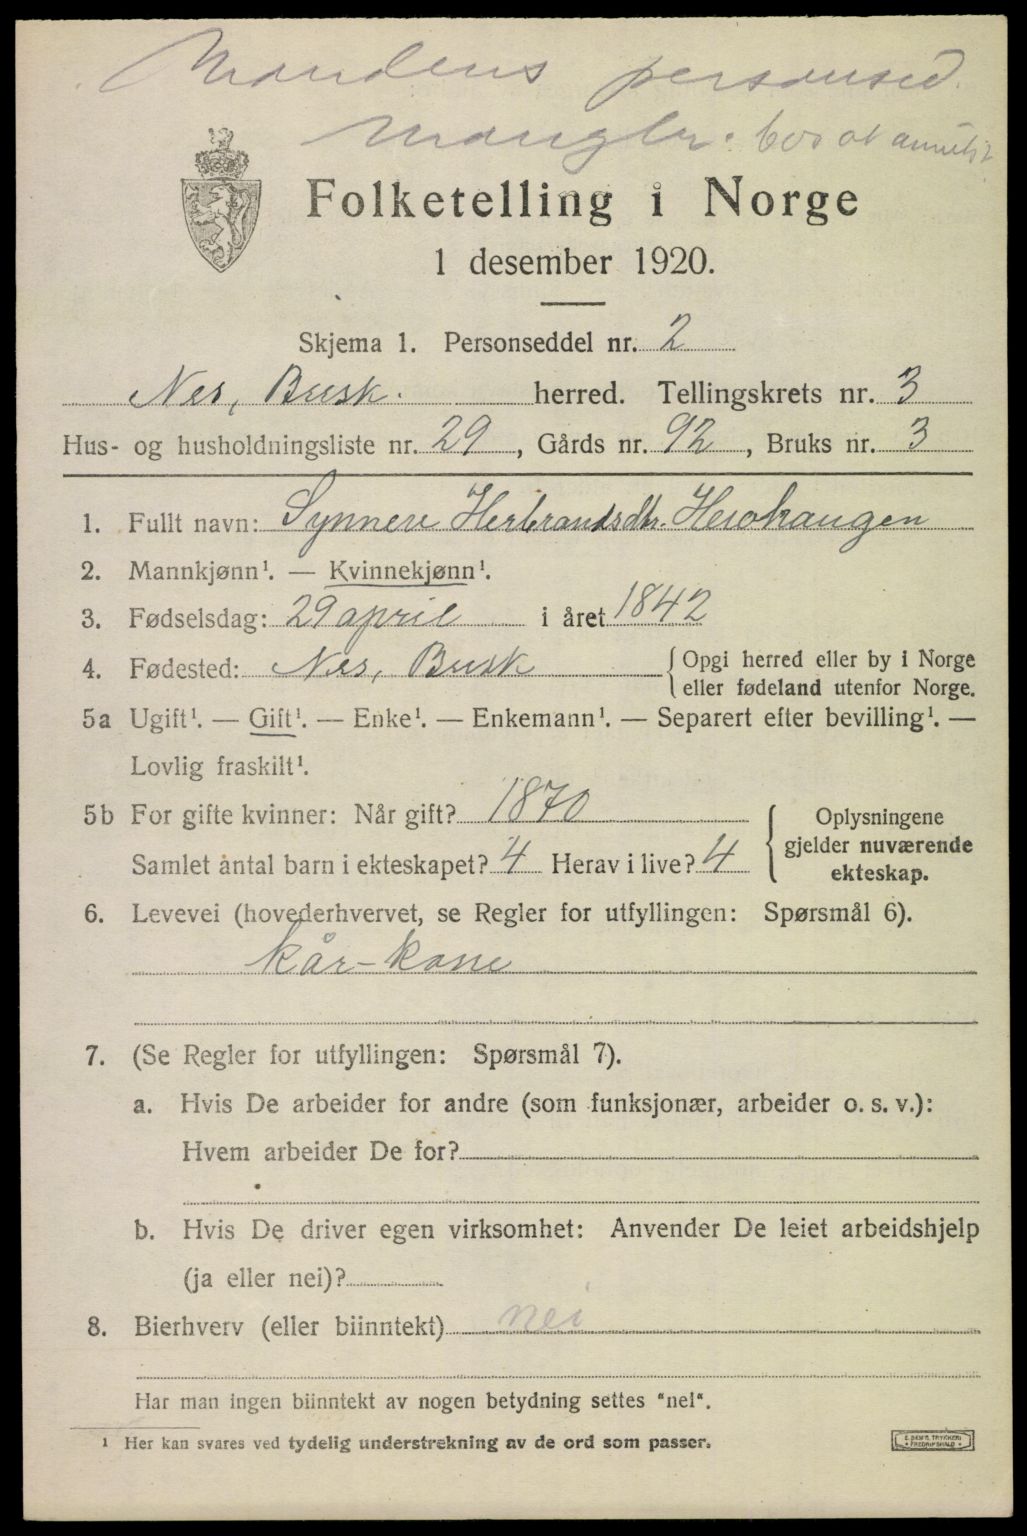 Mandens personsed.
mangler.
Folketelling i Norge
1 desember 1920.
Skjema 1. Personseddel nr. 2
Nes, Busk. herred. Tellingskrets nr. 3
Hus- og husholdningsliste nr. 29, Gårds nr. 92, Bruks nr. 3
1. Fullt navn: Synneve Herbrandsdtr. Hesohaugen
2. Mannkjønn¹. — Kvinnekjønn¹.
3. Fødselsdag: 29 april i året 1842
4. Fødested: Nes, Busk {Opgi herred eller by i Norge
eller fødeland utenfor Norge.
5a Ugift¹. — Gift¹. — Enke¹. — Enkemann¹. — Separert efter bevilling¹. —
Lovlig fraskilt¹.
5b For gifte kvinner: Når gift? 1870
Samlet antal barn i ekteskapet? 4 Herav i live? 4
Oplysningene
gjelder nuværende
ekteskap.
6. Levevei (hovederhvervet, se Regler for utfyllingen: Spørsmål 6).
kår-kone
7. (Se Regler for utfyllingen: Spørsmål 7).
a. Hvis De arbeider for andre (som funksjonær, arbeider o. s. v.):
Hvem arbeider De for?
b. Hvis De driver egen virksomhet: Anvender De leiet arbeidshjelp
(ja eller nei)?
8. Bierhverv (eller biinntekt) nei
Har man ingen biinntekt av nogen betydning settes "nei".
¹ Her kan svares ved tydelig understrekning av de ord som passer.